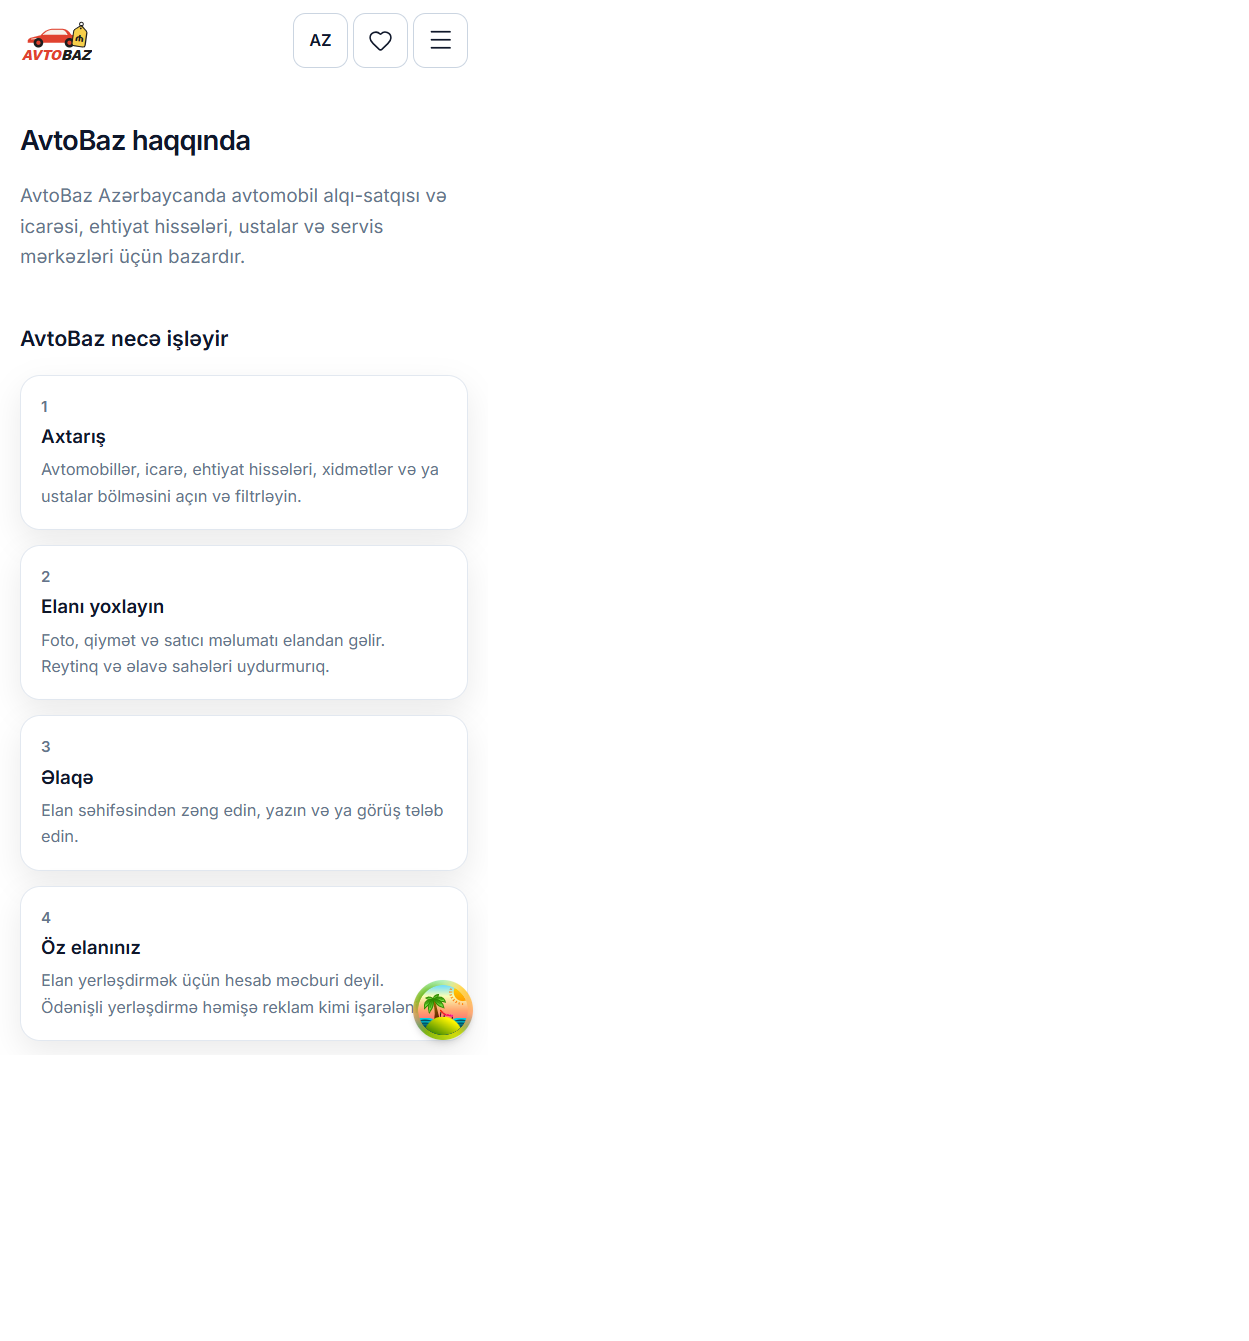 AVTOBAZ
AZ
AvtoBaz haqqında
AvtoBaz Azərbaycanda avtomobil alqı-satqısı və
icarəsi, ehtiyat hissələri, ustalar və servis
mərkəzləri üçün bazardır.
AvtoBaz necə işləyir
1
Axtarış
Avtomobillər, icarə, ehtiyat hissələri, xidmətlər və ya
ustalar bölməsini açın və filtrləyin.
2
Elanı yoxlayın
Foto, qiymət və satıcı məlumatı elandan gəlir.
Reytinq və əlavə sahələri uydurmurıq.
3
Əlaqə
Elan səhifəsindən zəng edin, yazın və ya görüş tələb
edin.
4
Öz elanınız
Elan yerləşdirmək üçün hesab məcburi deyil.
Ödənişli yerləşdirmə həmişə reklam kimi